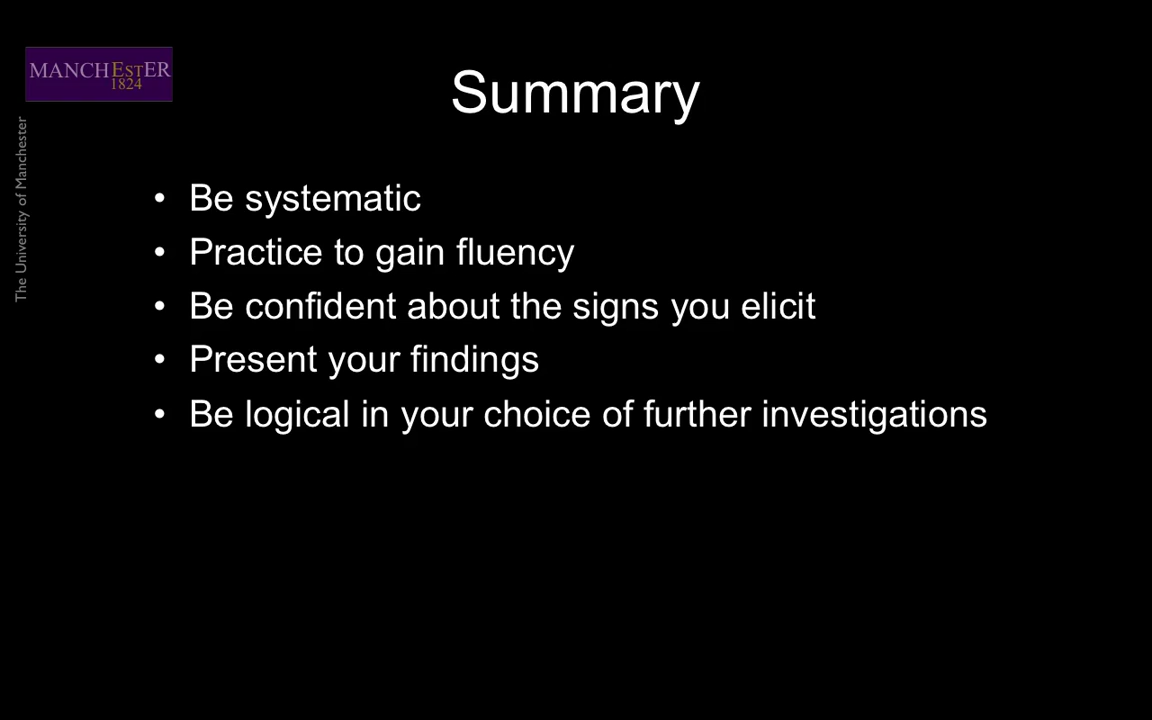 MANCHEStER
1824
The University of Manchester
Summary
• Be systematic
• Practice to gain fluency
• Be confident about the signs you elicit
• Present your findings
• Be logical in your choice of further investigations